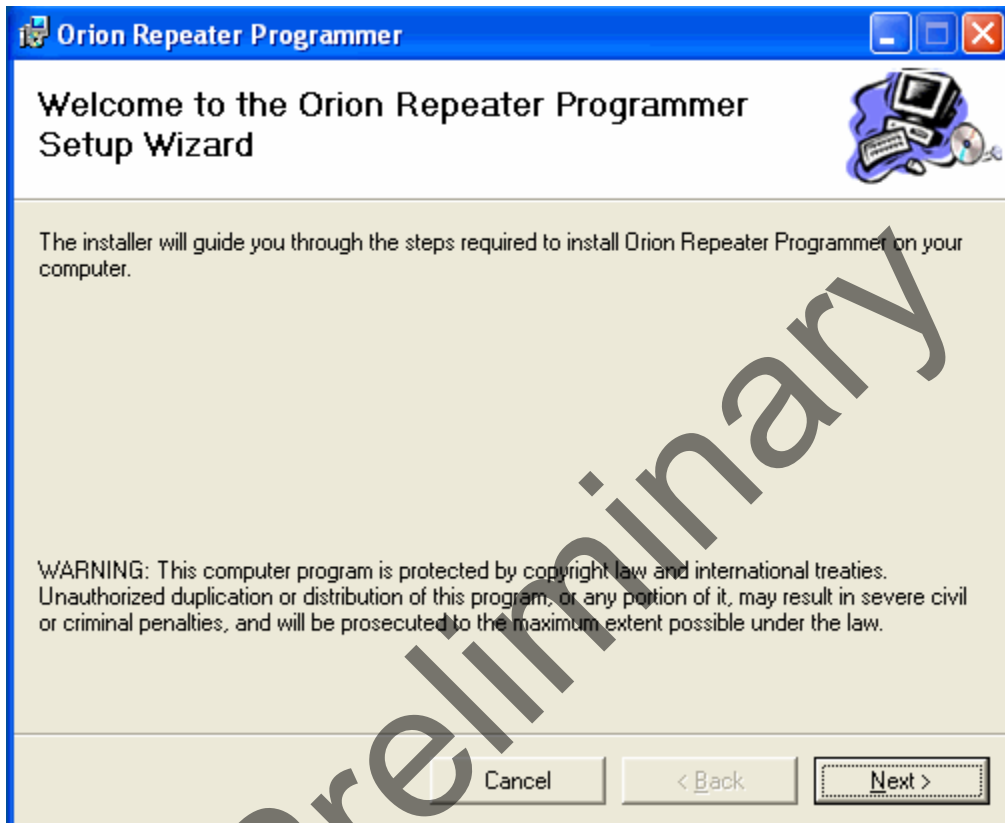 Orion Repeater Programmer
Welcome to the Orion Repeater Programmer
Setup Wizard
The installer will guide you through the steps required to install Orion Repeater Programmer on your
computer.
WARNING: This computer program is protected by copyright law and international treaties.
Unauthorized duplication or distribution of this program, or any portion of it, may result in severe civil
or criminal penalties, and will be prosecuted to the maximum extent possible under the law.
Cancel
< Back
Next >
Preliminary